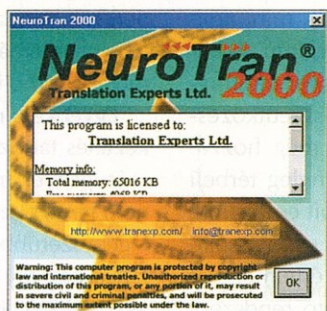 NeuroTran 2000
NeuroTran®
2000
Translation Experts Ltd.
This program is licensed to:
Translation Experts Ltd.
Memory info:
Total memory: 65016 KB
http://www.tranexp.com/ info@tranexp.com
Warning: This computer program is protected by copyright
law and international treaties. Unauthorized reproduction or
distribution of this program, or any portion of it, may result
in severe civil and criminal penalties, and will be prosecuted
to the maximum extent possible under the law.
OK